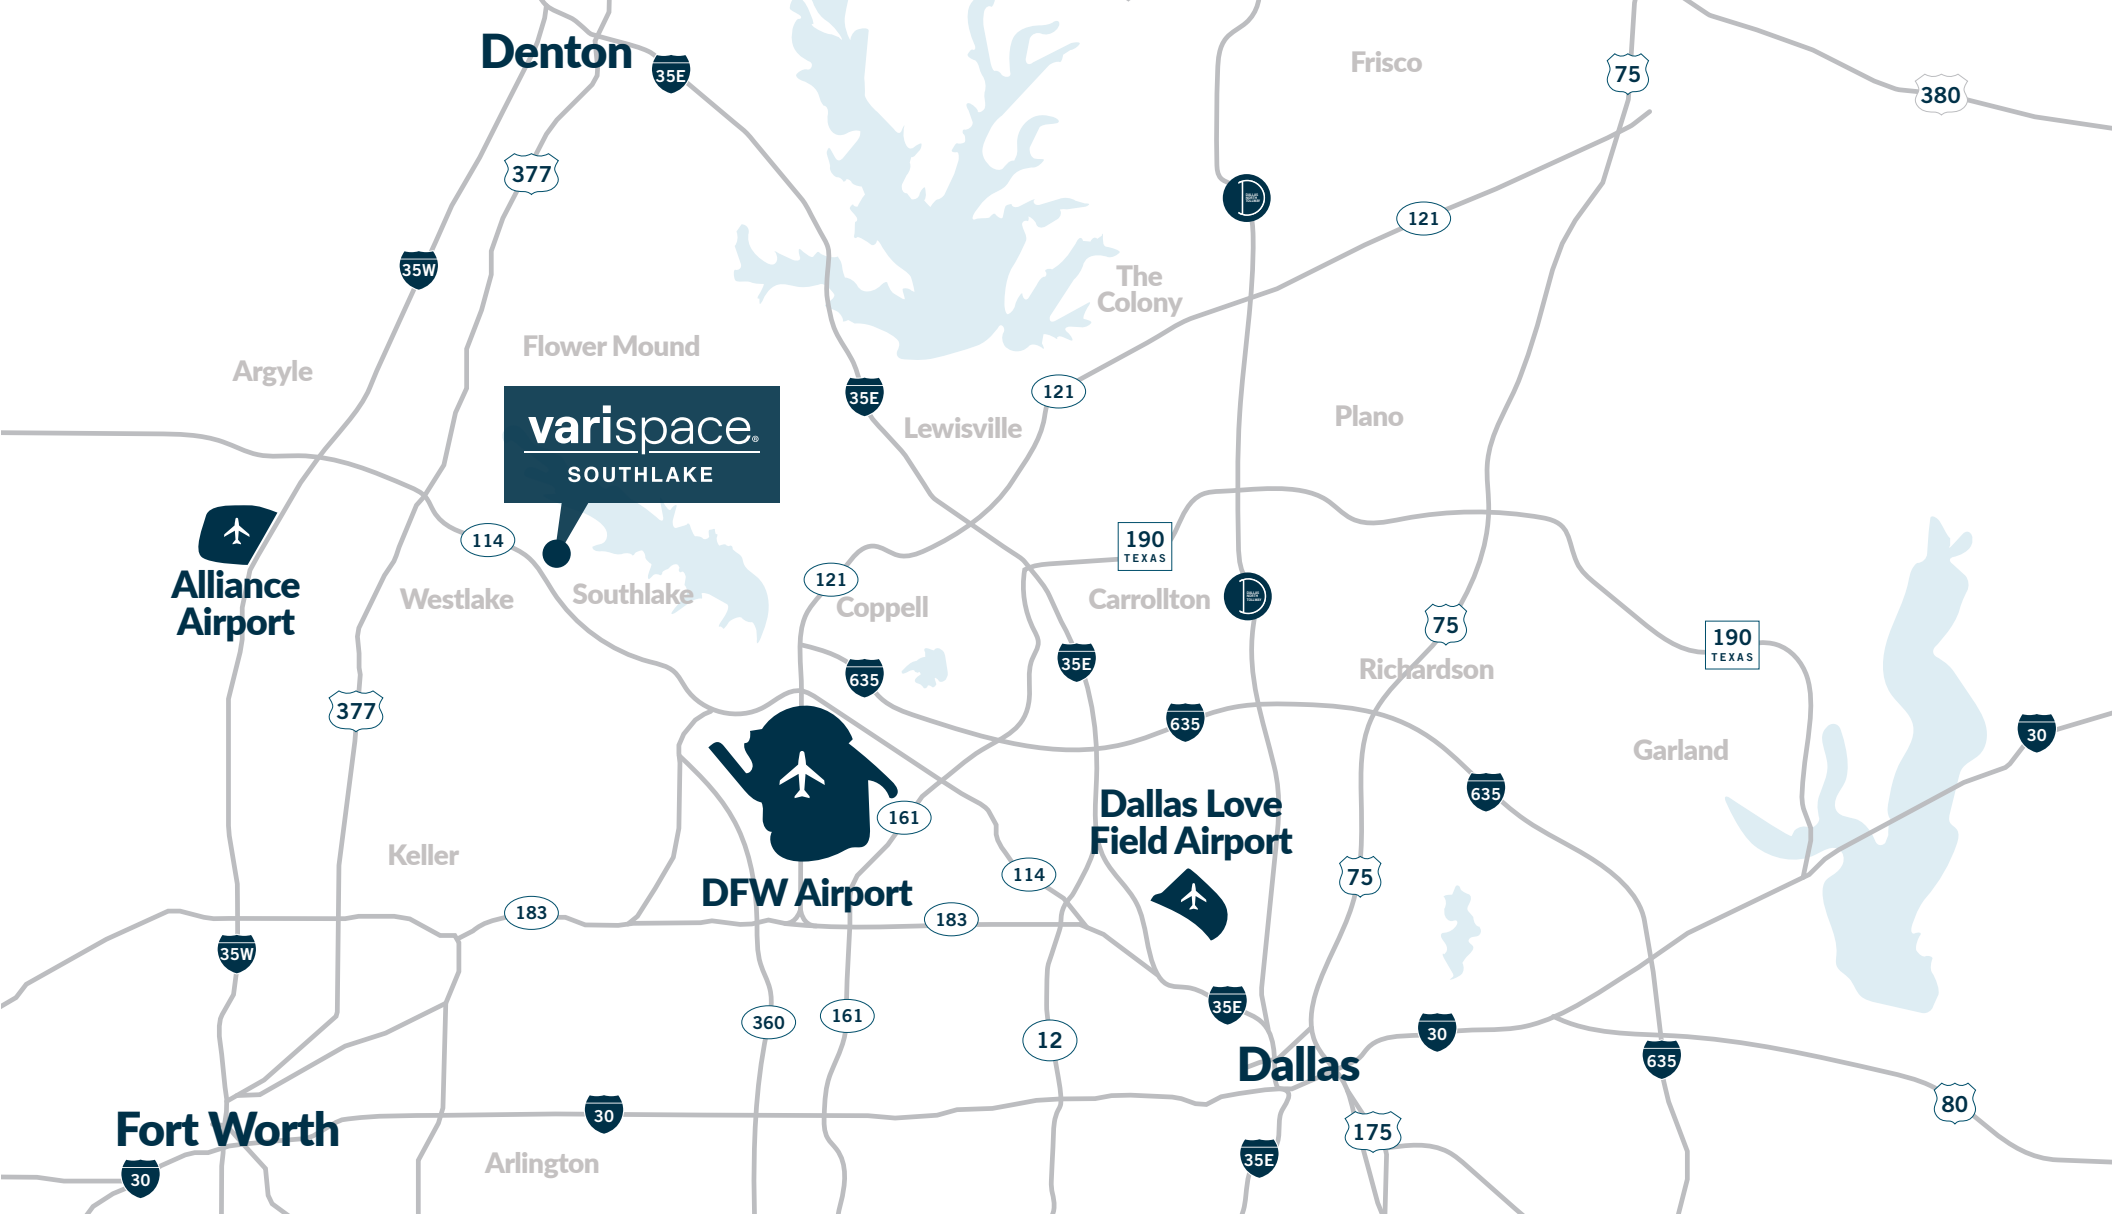 Denton
35E
Frisco
75
380
377
121
35W
The
Colony
Flower Mound
Argyle
varispace®
SOUTHLAKE
35E
121
Lewisville
Plano
114
190
TEXAS
Alliance
Airport
Westlake
Southlake
121
Coppell
Carrollton
75
190
TEXAS
35E
635
Richardson
377
635
30
Garland
635
Dallas Love
Field Airport
161
Keller
114
75
DFW Airport
183
183
35W
360
161
12
35E
30
Dallas
635
Fort Worth
30
80
175
Arlington
35E
30